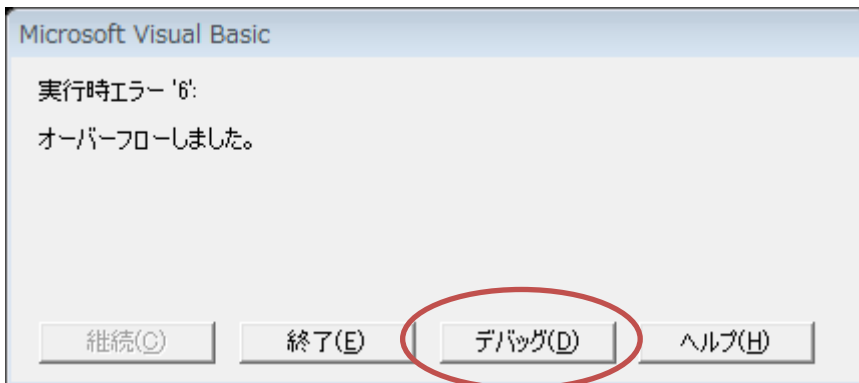 Microsoft Visual Basic
実行時エラー '6':
オーバーフローしました。
継続(C) 終了(E) デバッグ(D) ヘルプ(H)